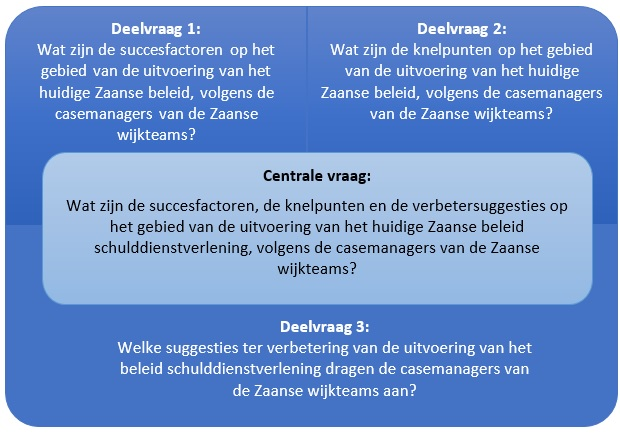 Deelvraag 1:
Wat zijn de succesfactoren op het
gebied van de uitvoering van het
huidige Zaanse beleid, volgens de
casemanagers van de Zaanse
wijkteams?
Deelvraag 2:
Wat zijn de knelpunten op het gebied
van de uitvoering van het huidige
Zaanse beleid, volgens de casemanagers
van de Zaanse wijkteams?
Centrale vraag:
Wat zijn de succesfactoren, de knelpunten en de verbetersuggesties op
het gebied van de uitvoering van het huidige Zaanse beleid
schulddienstverlening, volgens de casemanagers van de Zaanse
wijkteams?
Deelvraag 3:
Welke suggesties ter verbetering van de uitvoering van het
beleid schulddienstverlening dragen de casemanagers van
de Zaanse wijkteams aan?